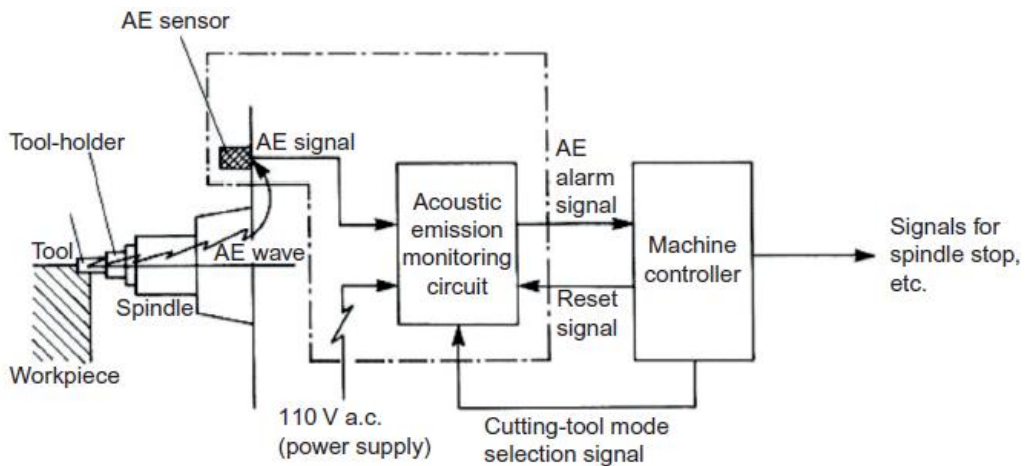 AE sensor
Tool-holder
AE signal
Tool
AE wave
Spindle
Workpiece
110 V a.c.
(power supply)
Acoustic
emission
monitoring
circuit
AE
alarm
signal
Reset
signal
Cutting-tool mode
selection signal
Machine
controller
Signals for
spindle stop,
etc.